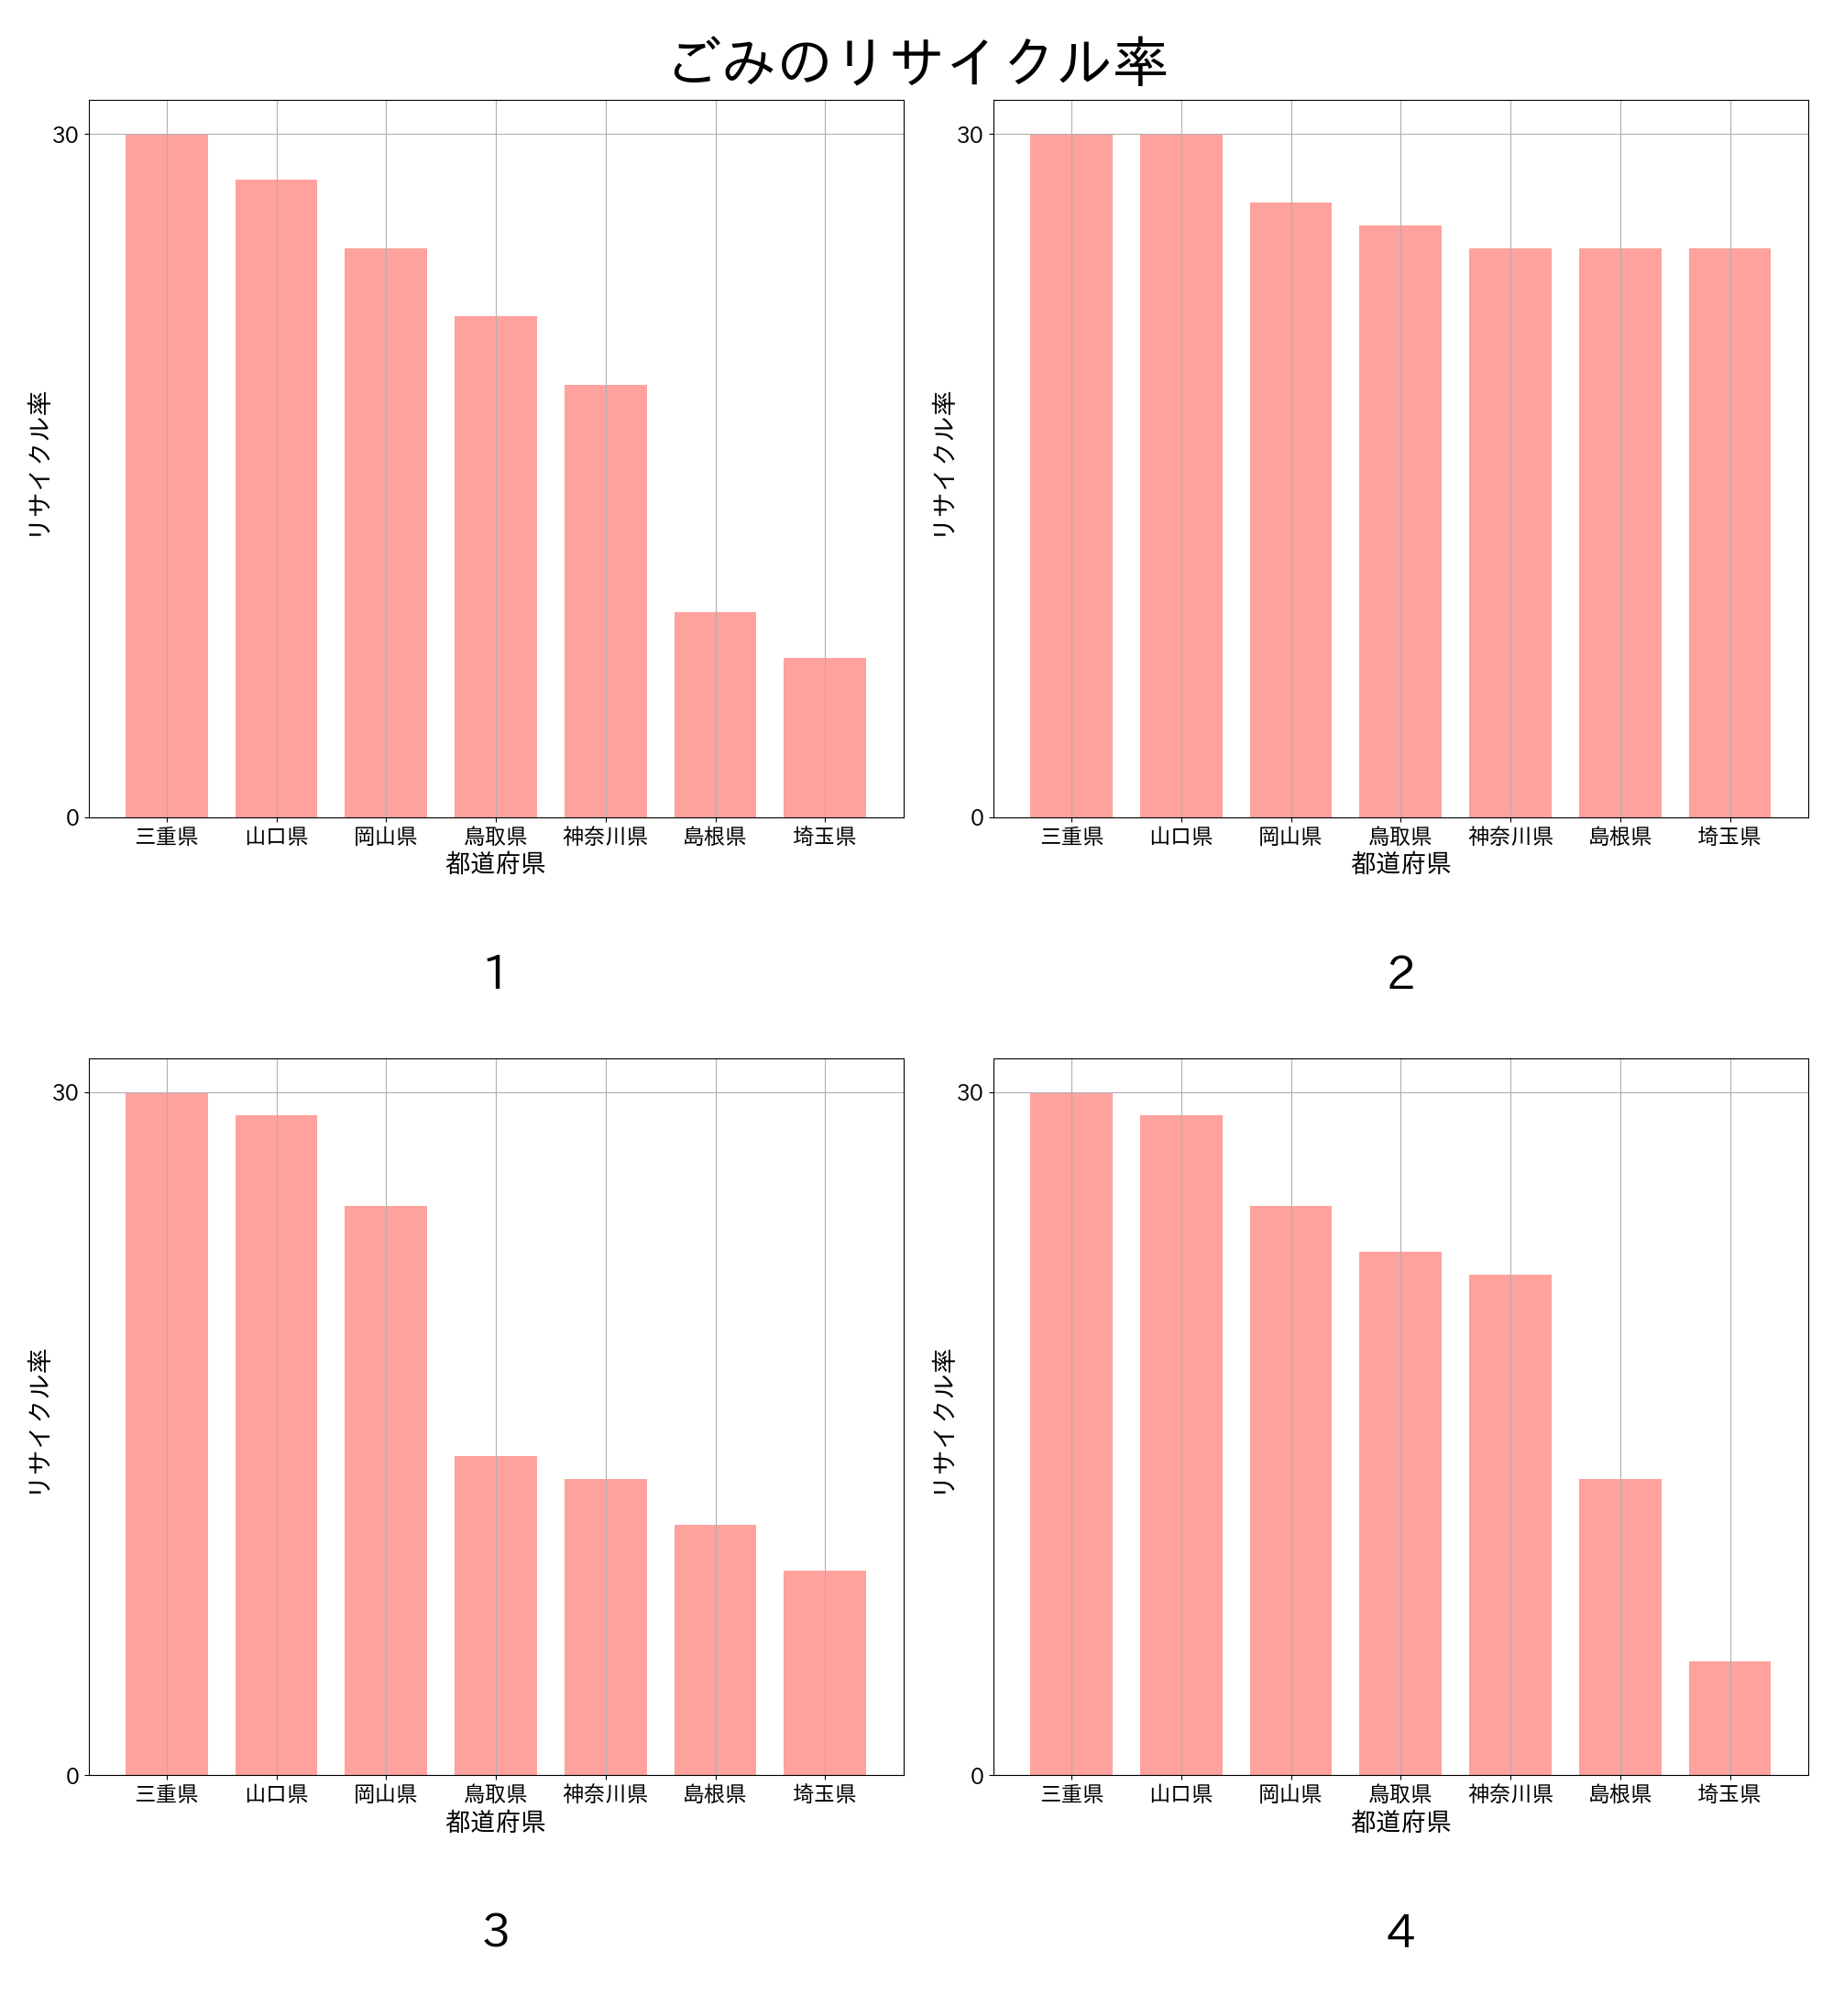 ごみのリサイクル率
30
0
リサイクル率
三重県 山口県 岡山県 鳥取県 神奈川県 島根県 埼玉県
都道府県
1
30
0
リサイクル率
三重県 山口県 岡山県 鳥取県 神奈川県 島根県 埼玉県
都道府県
2
30
0
リサイクル率
三重県 山口県 岡山県 鳥取県 神奈川県 島根県 埼玉県
都道府県
3
30
0
リサイクル率
三重県 山口県 岡山県 鳥取県 神奈川県 島根県 埼玉県
都道府県
4